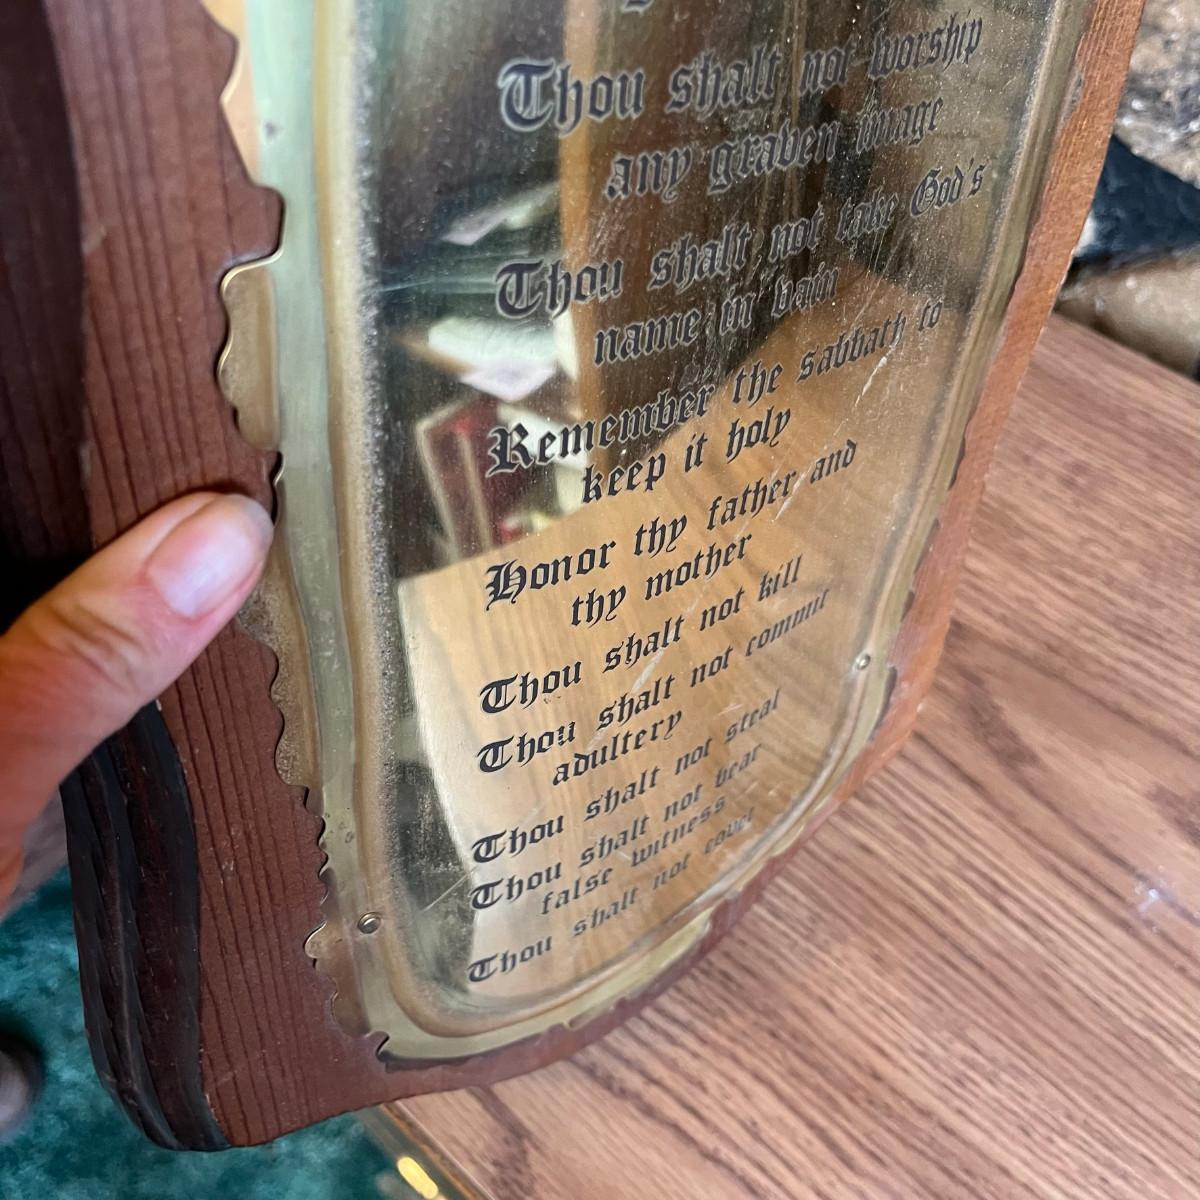 Thou shalt not worship
any graven image
Thou shalt not take God's
name in vain
Remember the sabbath to
keep it holy
Honor thy father and
thy mother
Thou shalt not kill
Thou shalt not commit
adultery
Thou shalt not steal
Thou shalt not bear
false witness
Thou shalt not covet